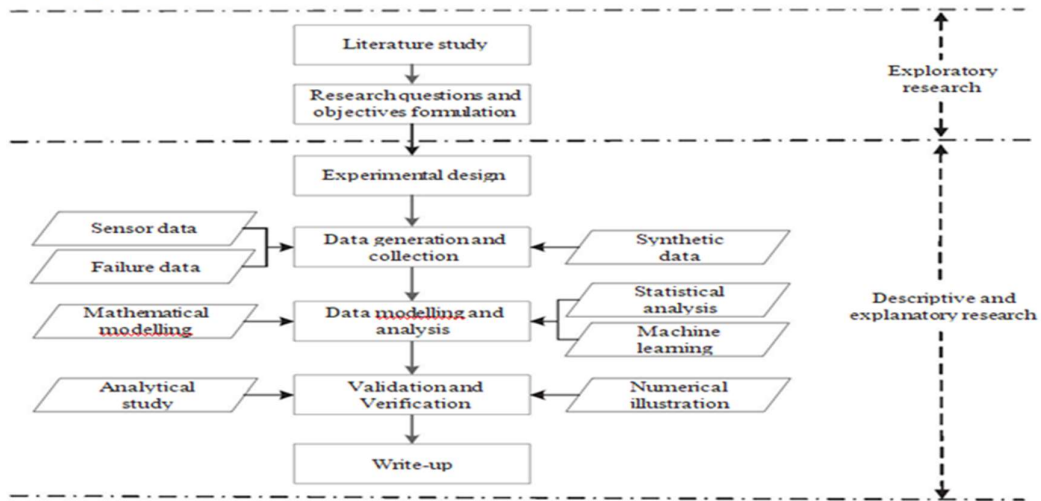 Literature study
Exploratory
research
Research questions and
objectives formulation
Experimental design
Sensor data
Failure data
Data generation and
collection
Synthetic
data
Mathematical
modelling
Data modelling and
analysis
Statistical
analysis
Machine
learning
Descriptive and
explanatory research
Analytical
study
Validation and
Verification
Numerical
illustration
Write-up